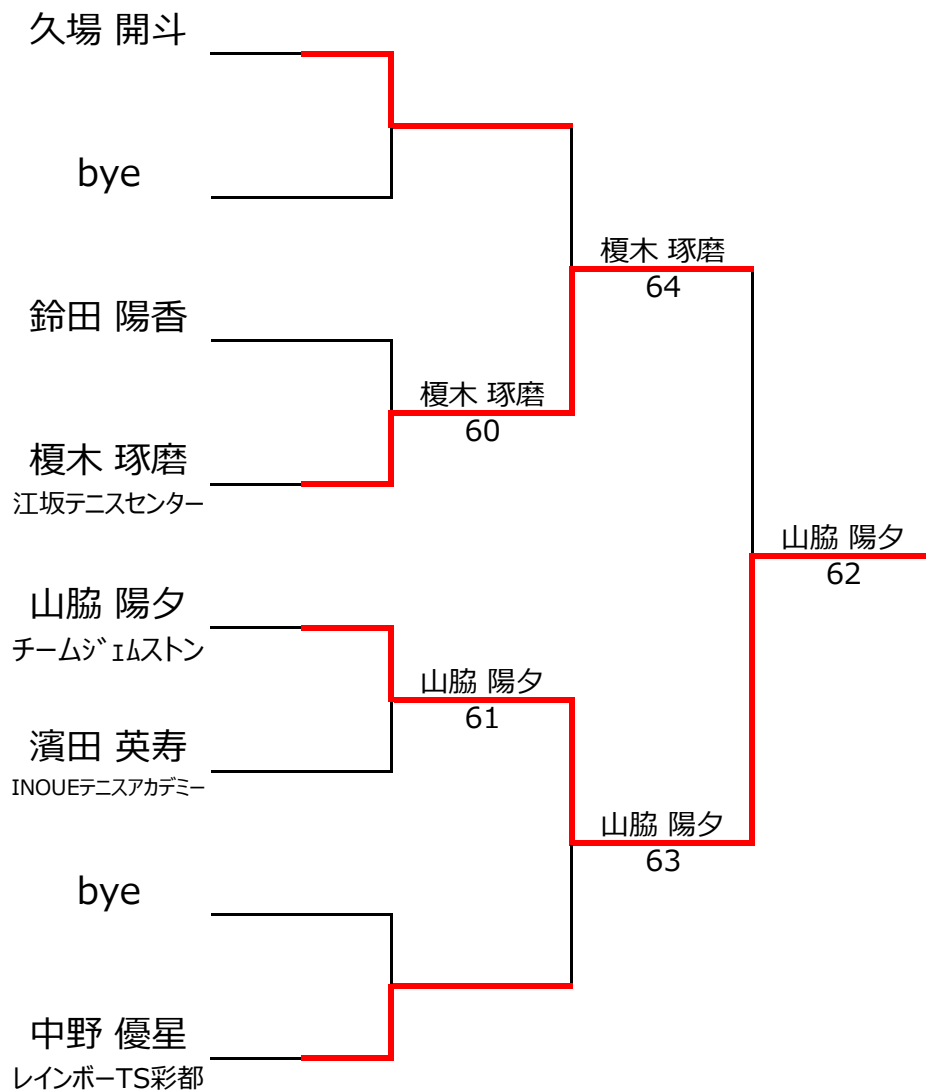 久場 開斗
bye
鈴田 陽香
榎木 琢磨
江坂テニスセンター
山脇 陽夕
チームジェムストン
濱田 英寿
INOUEテニスアカデミー
bye
中野 優星
レインボーTS彩都
榎木 琢磨
60
山脇 陽夕
61
榎木 琢磨
64
山脇 陽夕
63
山脇 陽夕
62